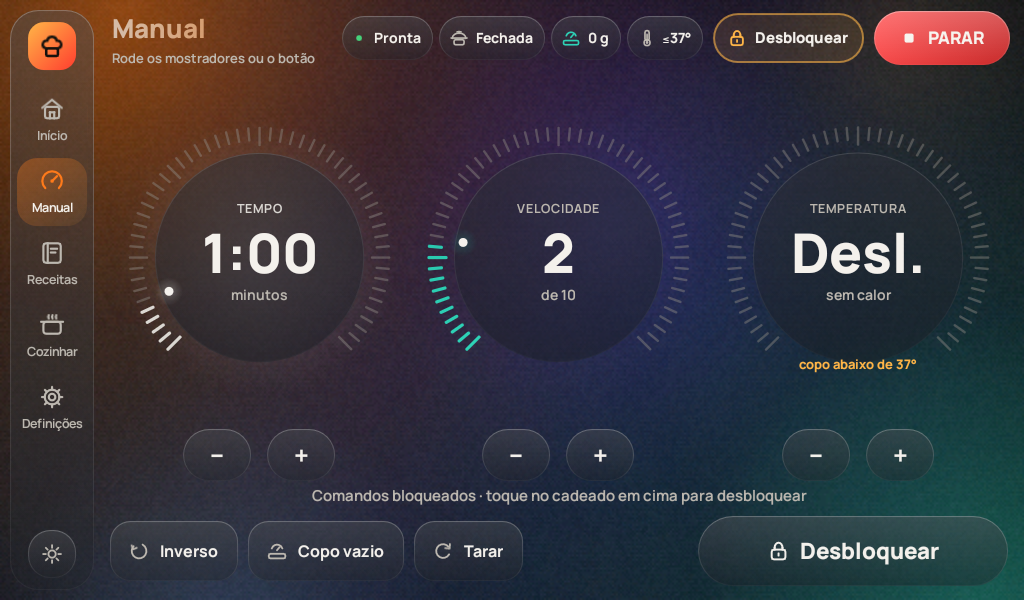 Manual
Rode os mostradores ou o botão
Pronta
Fechada
0 g
≤37°
Desbloquear
PARAR
Início
Manual
Receitas
Cozinhar
Definições
TEMPO
1:00
minutos
VELOCIDADE
2
de 10
TEMPERATURA
Desl.
sem calor
copo abaixo de 37°
− +
− +
− +
Comandos bloqueados · toque no cadeado em cima para desbloquear
Inverso
Copo vazio
Tarar
Desbloquear